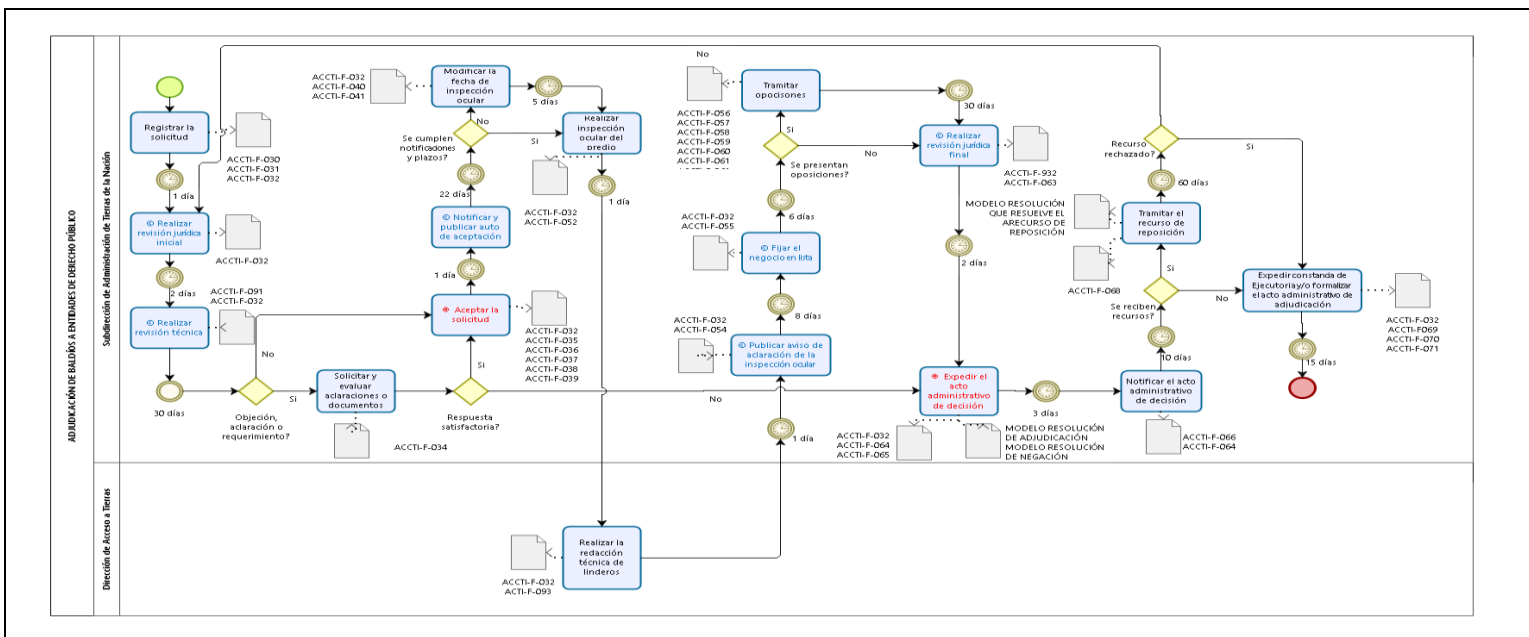 ADJUDICACIÓN DE BALDÍOS A ENTIDADES DE DERECHO PÚBLICO
Subdirección de Administración de Tierras de la Nación
Registrar la
solicitud
ACCTI-F-030
ACCTI-F-031
ACCTI-F-032
1 día
© Realizar
revisión jurídica
inicial
ACCTI-F-032
2 días
ACCTI-F-091
ACCTI-F-032
© Realizar
revisión técnica
30 días
Objeción,
aclaración o
requerimiento?
No
Si
Solicitar y
evaluar
aclaraciones o
documentos
ACCTI-F-034
Respuesta
satisfactoria?
Si
No
Aceptar la
solicitud
ACCTI-F-032
ACCTI-F-035
ACCTI-F-036
ACCTI-F-037
ACCTI-F-038
ACCTI-F-039
1 día
© Notificar y
publicar auto
de aceptación
22 días
Se cumplen
notificadones
y plazos?
No
Si
Modificar la
fecha de
inspección
ocular
ACCTI-F-032
ACCTI-F-040
ACCTI-F-041
5 días
Realizar
inspección
ocular del
predio
ACCTI-F-032
ACCTI-F-052
1 día
Dirección de Acceso a Tierras
Realizar la
redacción
técnica de
linderos
ACCTI-F-032
ACTI-F-093
1 día
© Publicar aviso de
aclaración de la
inspección ocular
ACCTI-F-032
ACCTI-F-054
8 días
© Fijar el
negocio en lista
ACCTI-F-032
ACCTI-F-055
6 días
Se presentan
oposiciones?
Si
No
Tramitar
opocisones
ACCTI-F-056
ACCTI-F-057
ACCTI-F-058
ACCTI-F-059
ACCTI-F-060
ACCTI-F-061
30 días
© Realizar
revisión jurídica
final
ACCTI-F-932
ACCTI-F-063
2 días
Expedir el
acto
administrativo
de decisión
ACCTI-F-032
ACCTI-F-064
ACCTI-F-065
MODELO RESOLUCIÓN
DE ADJUDICACIÓN
MODELO RESOLUCIÓN
DE NEGACIÓN
3 días
Notificar el acto
administrativo
de decisión
ACCTI-F-066
ACCTI-F-064
10 días
Se reciben
recursos?
Si
No
Tramitar el
recurso de
reposición
MODELO RESOLUCIÓN
QUE RESUELVE EL
ARECURSO DE
REPOSICIÓN
ACCTI-F-068
60 días
Recurso
rechazado?
No
Si
Expedir constancia de
Ejecutoria y/o formalizar
el acto administrativo de
adjudicación
ACCTI-F-032
ACCTI-F069
ACCTI-F-070
ACCTI-F-071
15 días